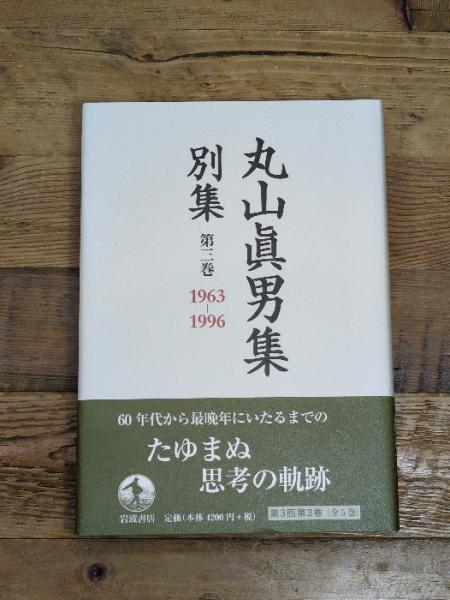 丸山眞男集
別集
第三巻
1963
–
1996
60年代から最晩年にいたるまでの
たゆまぬ
思考の軌跡
岩波書店
定価(本体4200円+税)
第3回第3巻(全5巻)